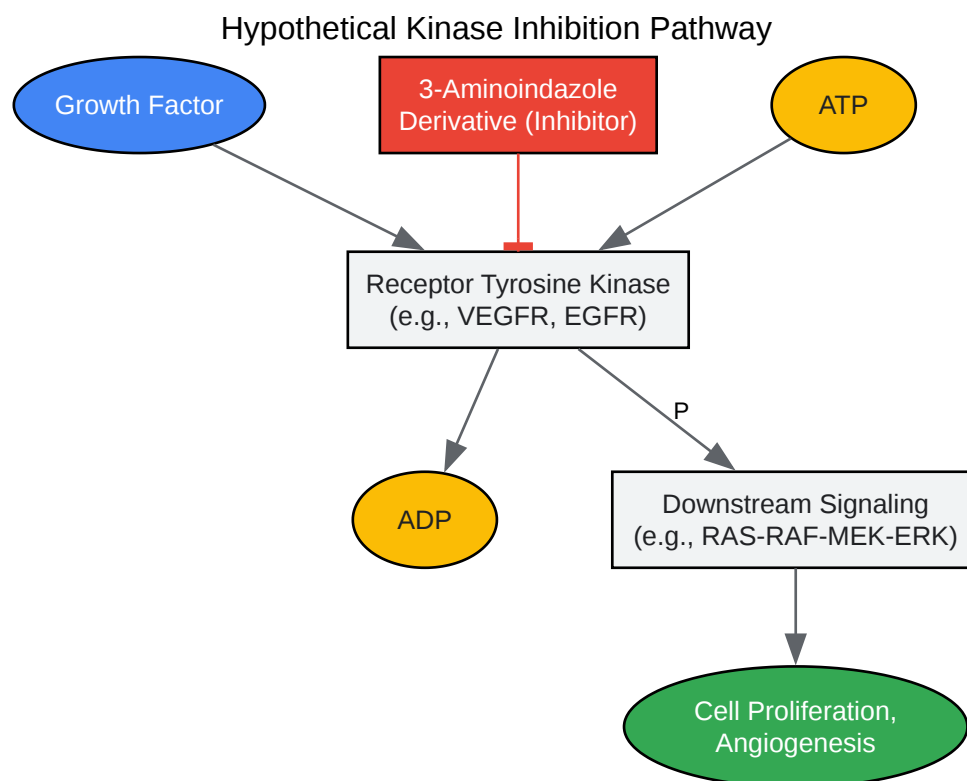 Hypothetical Kinase Inhibition Pathway
Growth Factor
3-Aminoindazole
Derivative (Inhibitor)
ATP
Receptor Tyrosine Kinase
(e.g., VEGFR, EGFR)
P
ADP
Downstream Signaling
(e.g., RAS-RAF-MEK-ERK)
Cell Proliferation,
Angiogenesis